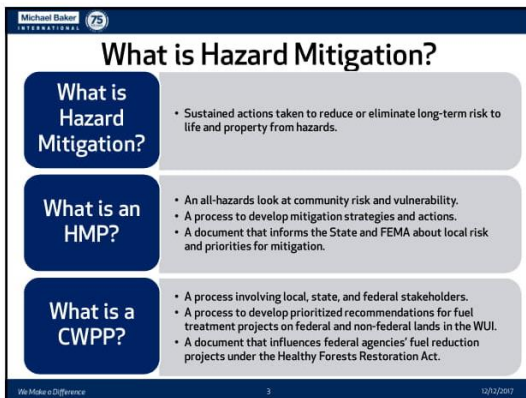 Michael Baker
INTERNATIONAL
75
What is Hazard Mitigation?
What is
Hazard
Mitigation?
• Sustained actions taken to reduce or eliminate long-term risk to
life and property from hazards.
What is an
HMP?
• An all-hazards look at community risk and vulnerability.
• A process to develop mitigation strategies and actions.
• A document that informs the State and FEMA about local risk
and priorities for mitigation.
What is a
CWPP?
• A process involving local, state, and federal stakeholders.
• A process to develop prioritized recommendations for fuel
treatment projects on federal and non-federal lands in the WUI.
• A document that influences federal agencies' fuel reduction
projects under the Healthy Forests Restoration Act.
We Make a Difference
3
12/12/2017